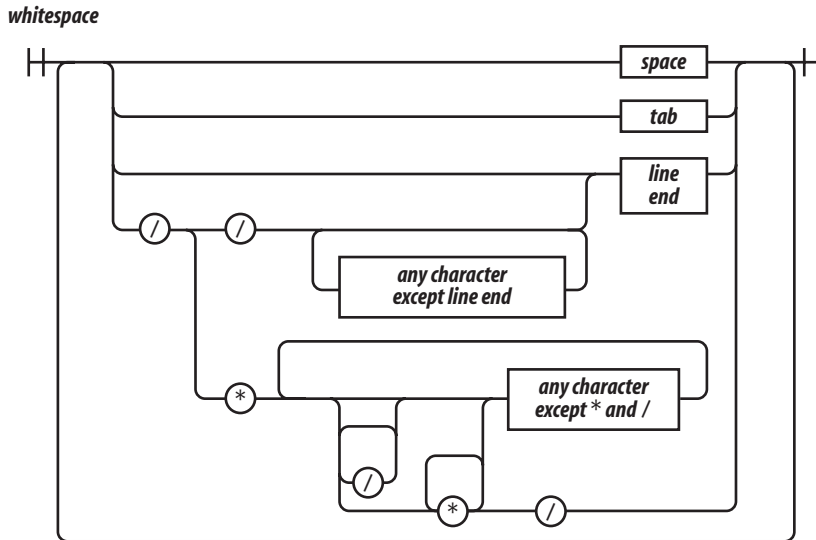 whitespace
space
tab
line
end
/ /
any character
except line end
any character
except * and /
*
/
* /